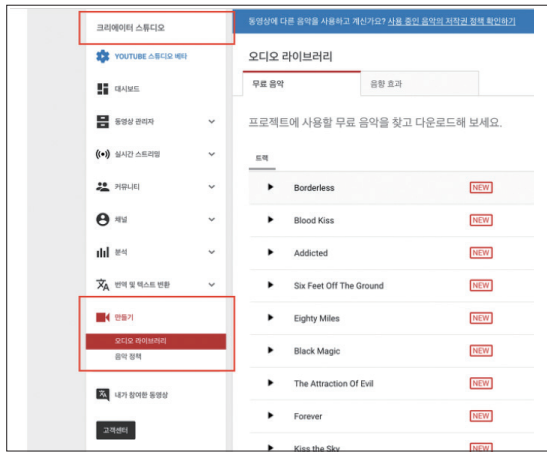 크리에이터 스튜디오
YOUTUBE 스튜디오 베타
대시보드
동영상 관리자
실시간 스트리밍
커뮤니티
채널
분석
번역 및 텍스트 변환
만들기
오디오 라이브러리
음악 정책
내가 참여한 동영상
고객센터
동영상에 다른 음악을 사용하고 계신가요? 사용 중인 음악의 저작권 정책 확인하기
오디오 라이브러리
무료 음악 음향 효과
프로젝트에 사용할 무료 음악을 찾고 다운로드해 보세요.
트랙
Borderless NEW
Blood Kiss NEW
Addicted NEW
Six Feet Off The Ground NEW
Eighty Miles NEW
Black Magic NEW
The Attraction Of Evil NEW
Forever NEW
Kiss the Sky NEW